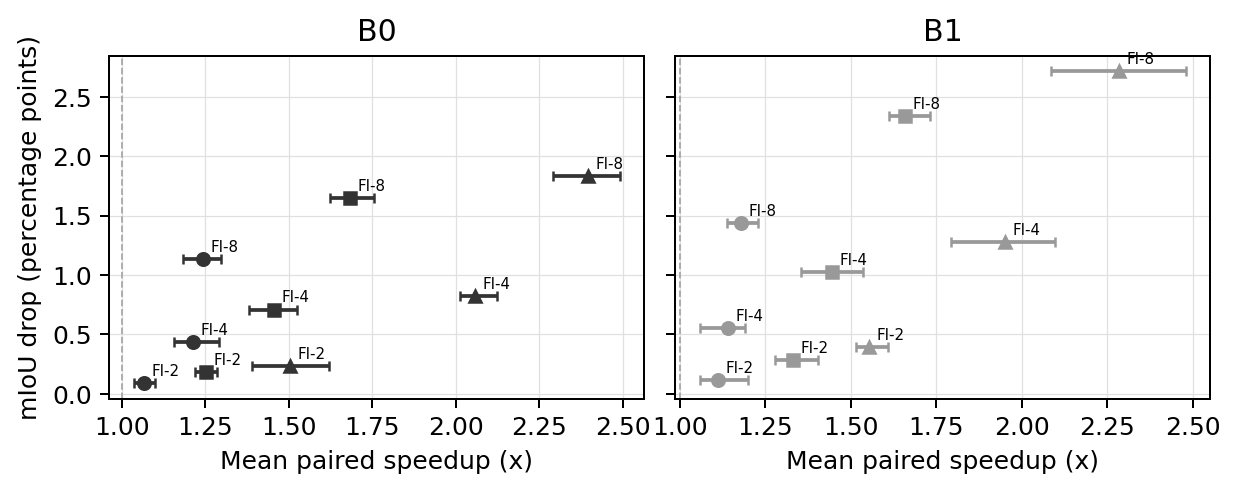 B0
B1
mIoU drop (percentage points)
2.5
2.0
1.5
1.0
0.5
0.0
FI-8
FI-8
FI-8
FI-4
FI-4
FI-4
FI-2
FI-2
FI-2
FI-8
FI-8
FI-8
FI-4
FI-4
FI-4
FI-2
FI-2
FI-2
1.00 1.25 1.50 1.75 2.00 2.25 2.50
1.00 1.25 1.50 1.75 2.00 2.25 2.50
Mean paired speedup (x)
Mean paired speedup (x)